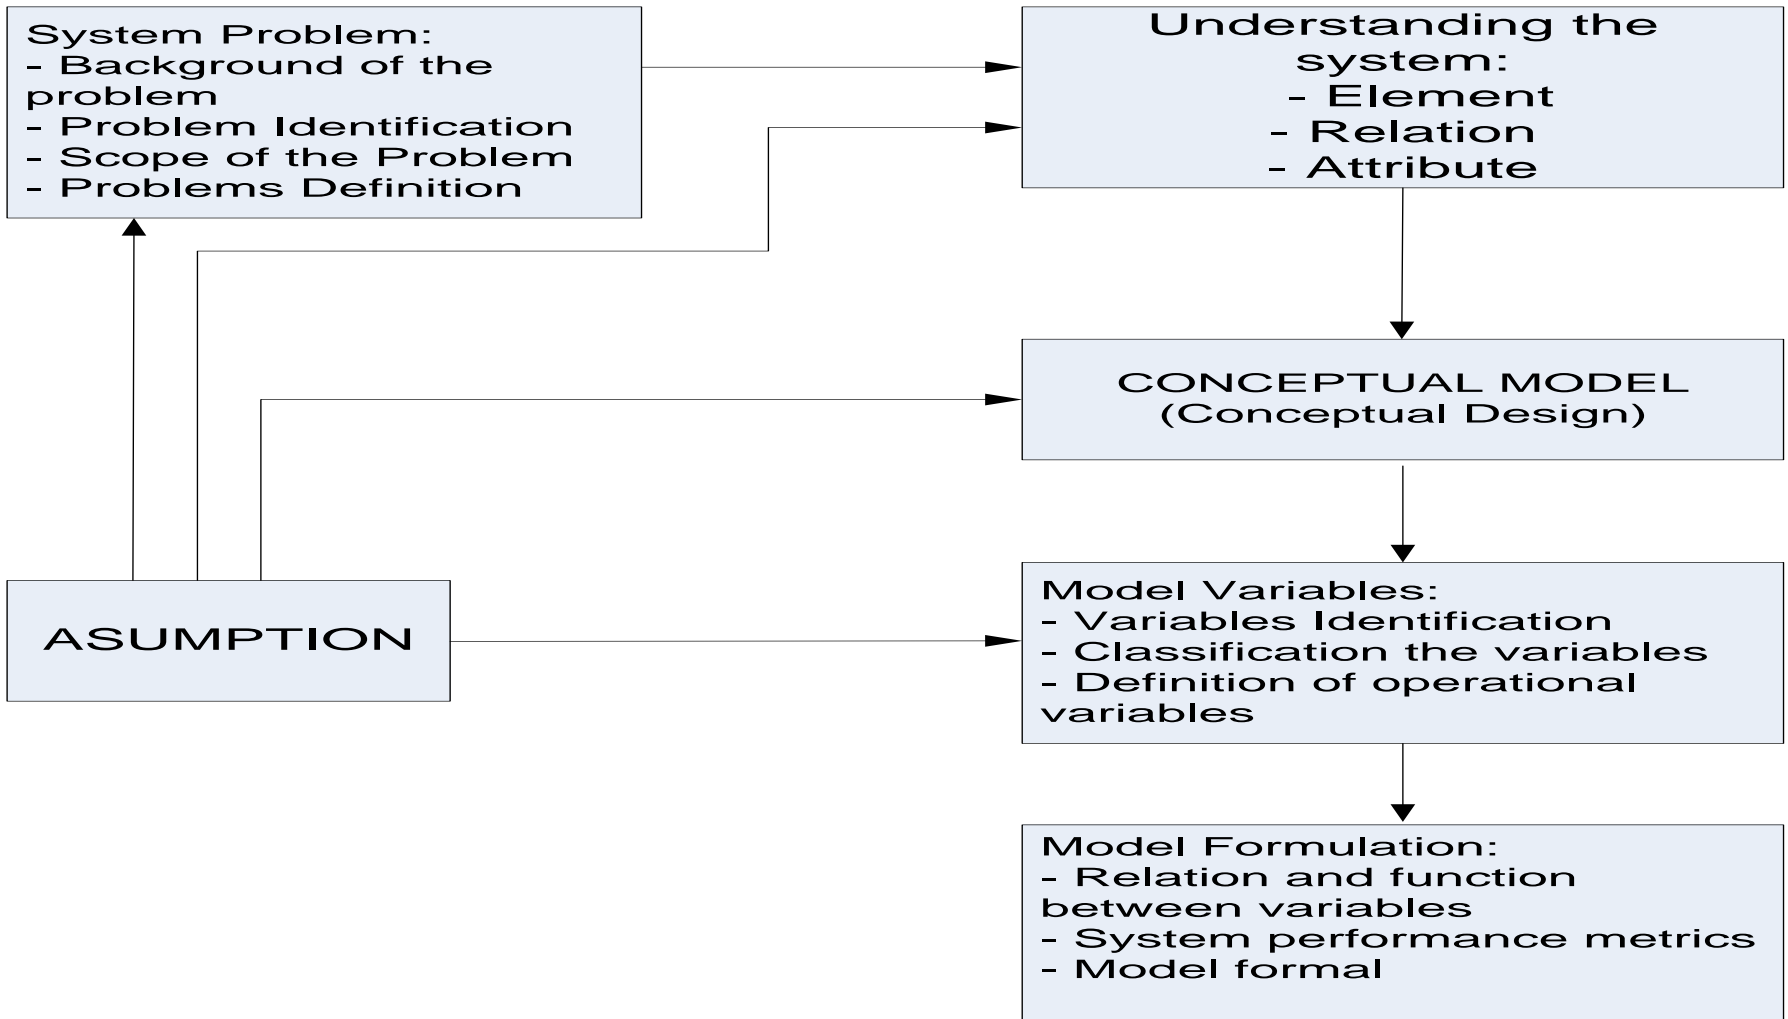 System Problem:
- Background of the
problem
- Problem Identification
- Scope of the Problem
- Problems Definition
Understanding the
system:
- Element
- Relation
- Attribute
CONCEPTUAL MODEL
(Conceptual Design)
ASUMPTION
Model Variables:
- Variables Identification
- Classification the variables
- Definition of operational
variables
Model Formulation:
- Relation and function
between variables
- System performance metrics
- Model formal